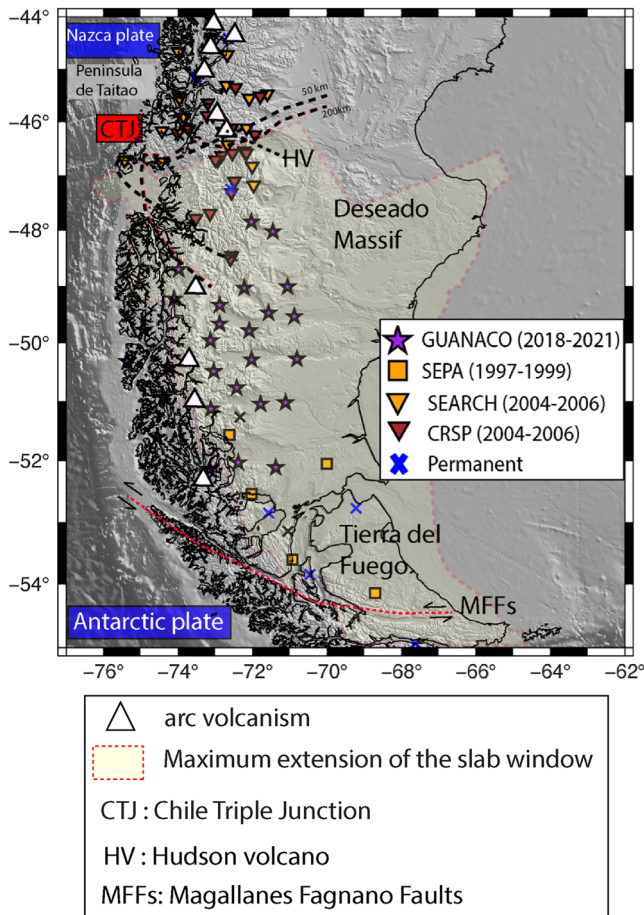 −44°
−46°
−48°
−50°
−52°
−54°
Nazca plate
Peninsula
de Taitao
CTJ
50 km
200km
HV
Deseado
Massif
GUANACO (2018-2021)
SEPA (1997-1999)
SEARCH (2004-2006)
CRSP (2004-2006)
Permanent
Tierra del
Fuego
MFFs
Antarctic plate
−76° −74° −72° −70° −68° −66° −64° −62°
arc volcanism
Maximum extension of the slab window
CTJ : Chile Triple Junction
HV : Hudson volcano
MFFs: Magallanes Fagnano Faults